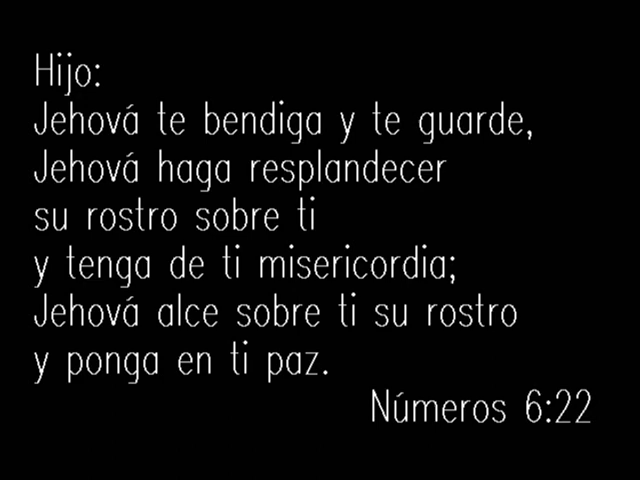 Hijo:
Jehová te bendiga y te guarde,
Jehová haga resplandecer
su rostro sobre ti
y tenga de ti misericordia;
Jehová alce sobre ti su rostro
y ponga en ti paz.
Números 6:22